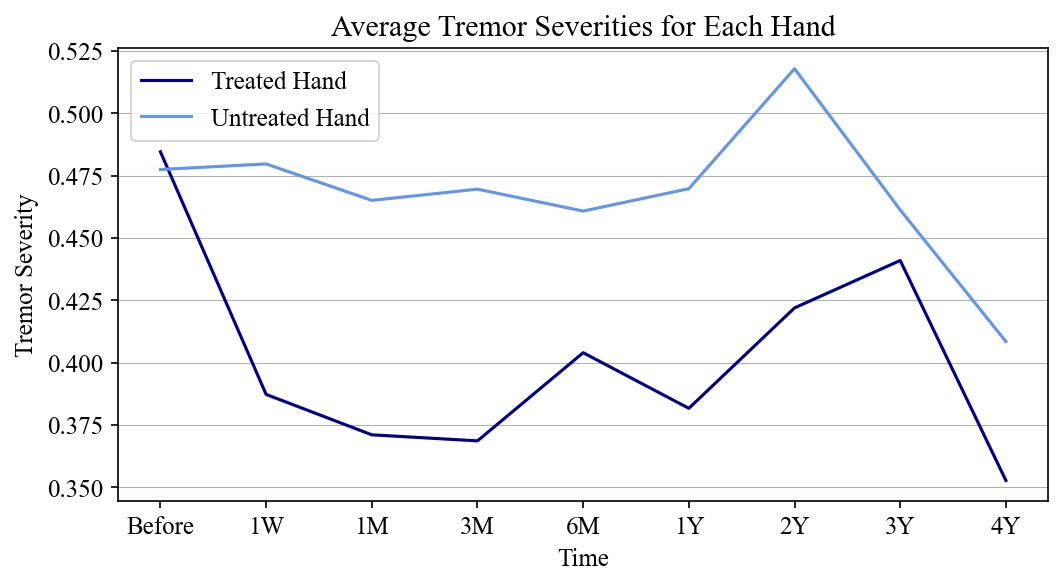 Average Tremor Severities for Each Hand
Treated Hand
Untreated Hand
Tremor Severity
0.525
0.500
0.475
0.450
0.425
0.400
0.375
0.350
Before 1W 1M 3M 6M 1Y 2Y 3Y 4Y
Time